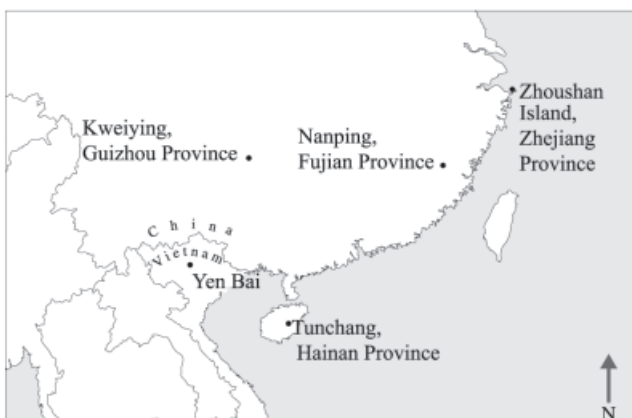 Zhoushan
Island,
Zhejiang
Province
Kweiying,
Guizhou Province
Nanping,
Fujian Province
China
Vietnam
Yen Bai
Tunchang,
Hainan Province
N